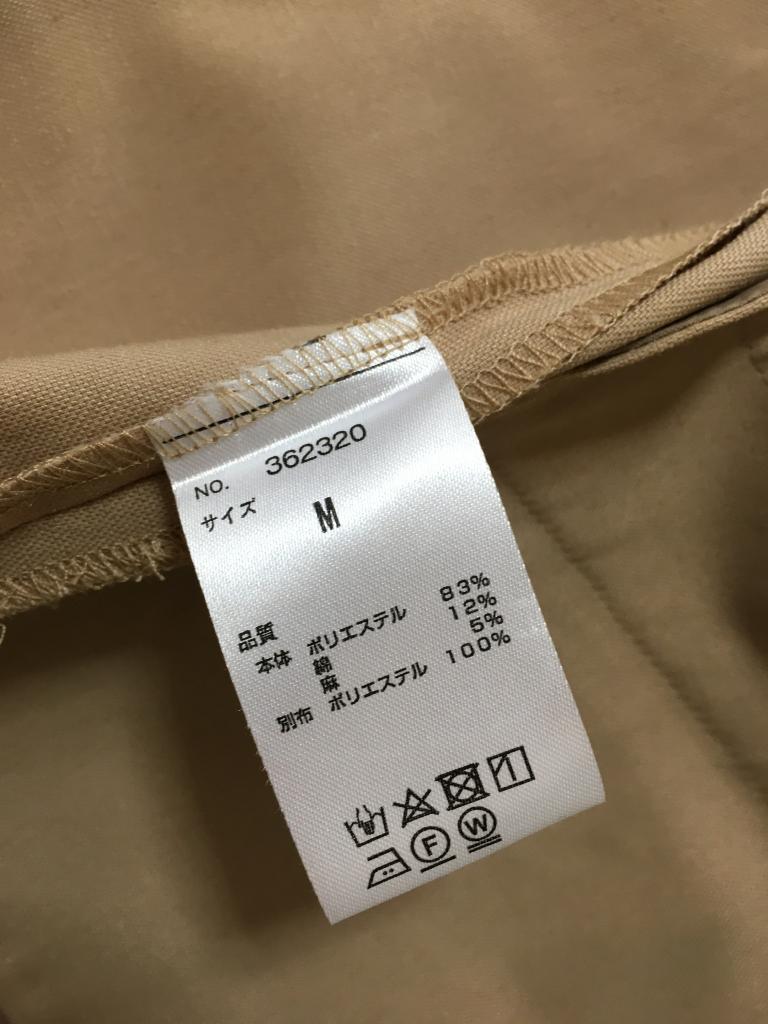 NO. 362320
サイズ M
品質
本体 ポリエステル 83%
綿 12%
麻 5%
別布 ポリエステル 100%
F W